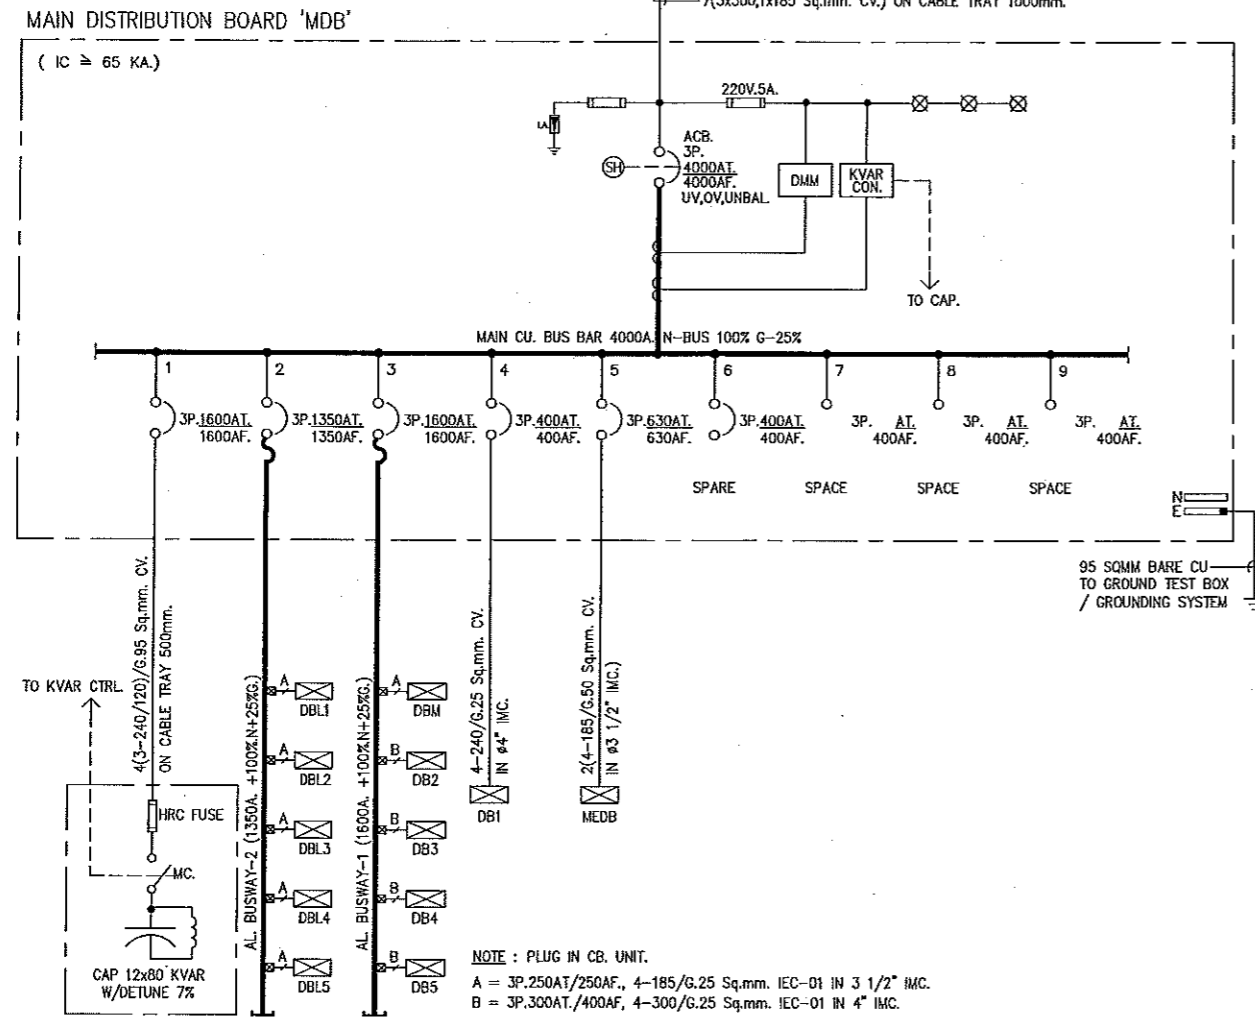 7(3x300,1x185 Sq.mm. CV.) ON CABLE TRAY 1000mm.
MAIN DISTRIBUTION BOARD 'MDB'
( IC ≥ 65 KA.)
220V.5A.
LA
ACB.
3P.
4000AT.
4000AF.
UV,OV,UNBAL.
SH
DMM
KVAR
CON.
TO CAP.
MAIN CU. BUS BAR 4000A. N-BUS 100% G-25%
1 2 3 4 5 6 7 8 9
3P.1600AT. 3P.1350AT. 3P.1600AT. 3P.400AT. 3P.630AT. 3P.400AT. 3P. AT. 3P. AT. 3P. AT.
1600AF. 1350AF. 1600AF. 400AF. 630AF. 400AF. 400AF. 400AF. 400AF.
SPARE SPACE SPACE SPACE
N
E
95 SQMM BARE CU
TO GROUND TEST BOX
/ GROUNDING SYSTEM
4(3-240/120)/G.95 Sq.mm. CV.
ON CABLE TRAY 500mm.
TO KVAR CTRL.
HRC FUSE
MC.
CAP 12x80 KVAR
W/DETUNE 7%
AL. BUSWAY-2 (1350A. +100%N+25%G.)
A
DBL1
A
DBL2
A
DBL3
A
DBL4
A
DBL5
AL. BUSWAY-1 (1600A. +100%N+25%G.)
A
DBM
B
DB2
B
DB3
B
DB4
B
DB5
4-240/G.25 Sq.mm. CV.
IN ø4" IMC.
DB1
2(4-185/G.50 Sq.mm. CV.
IN ø3 1/2" IMC.)
MEDB
NOTE : PLUG IN CB. UNIT.
A = 3P.250AT/250AF., 4-185/G.25 Sq.mm. IEC-01 IN 3 1/2" IMC.
B = 3P.300AT./400AF, 4-300/G.25 Sq.mm. IEC-01 IN 4" IMC.